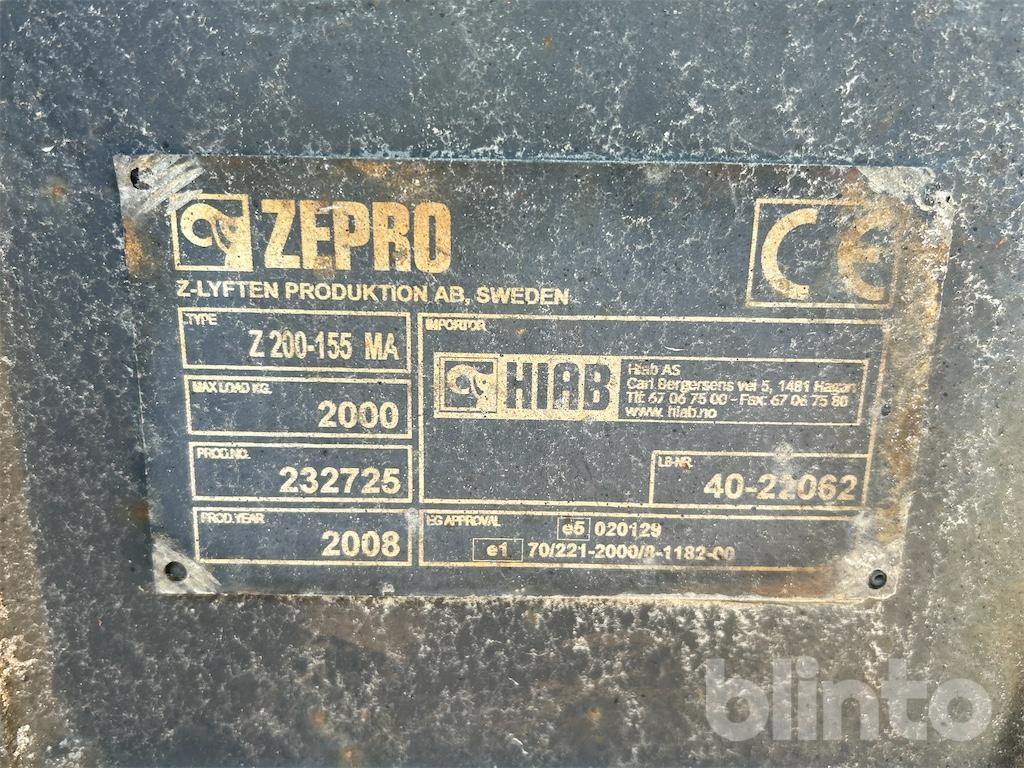 ZEPRO
CE
Z-LYFTEN PRODUKTION AB, SWEDEN
TYPE
Z 200-155 MA
MAX LOAD KG.
2000
PROD.NO.
232725
PROD.YEAR
2008
IMPORTOR
HIAB
Hiab AS
Carl Bergersens vei 5, 1481 Hagan
Tlf: 67 06 75 00 - Fax: 67 06 75 80
www. hiab.no
LB-NR.
40-22062
EG APPROVAL
e5 020129
e1 70/221-2000/8-1182-00
blinto